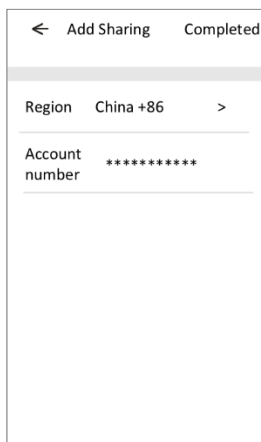 ← Add Sharing Completed
Region China +86 >
Account
number ***********